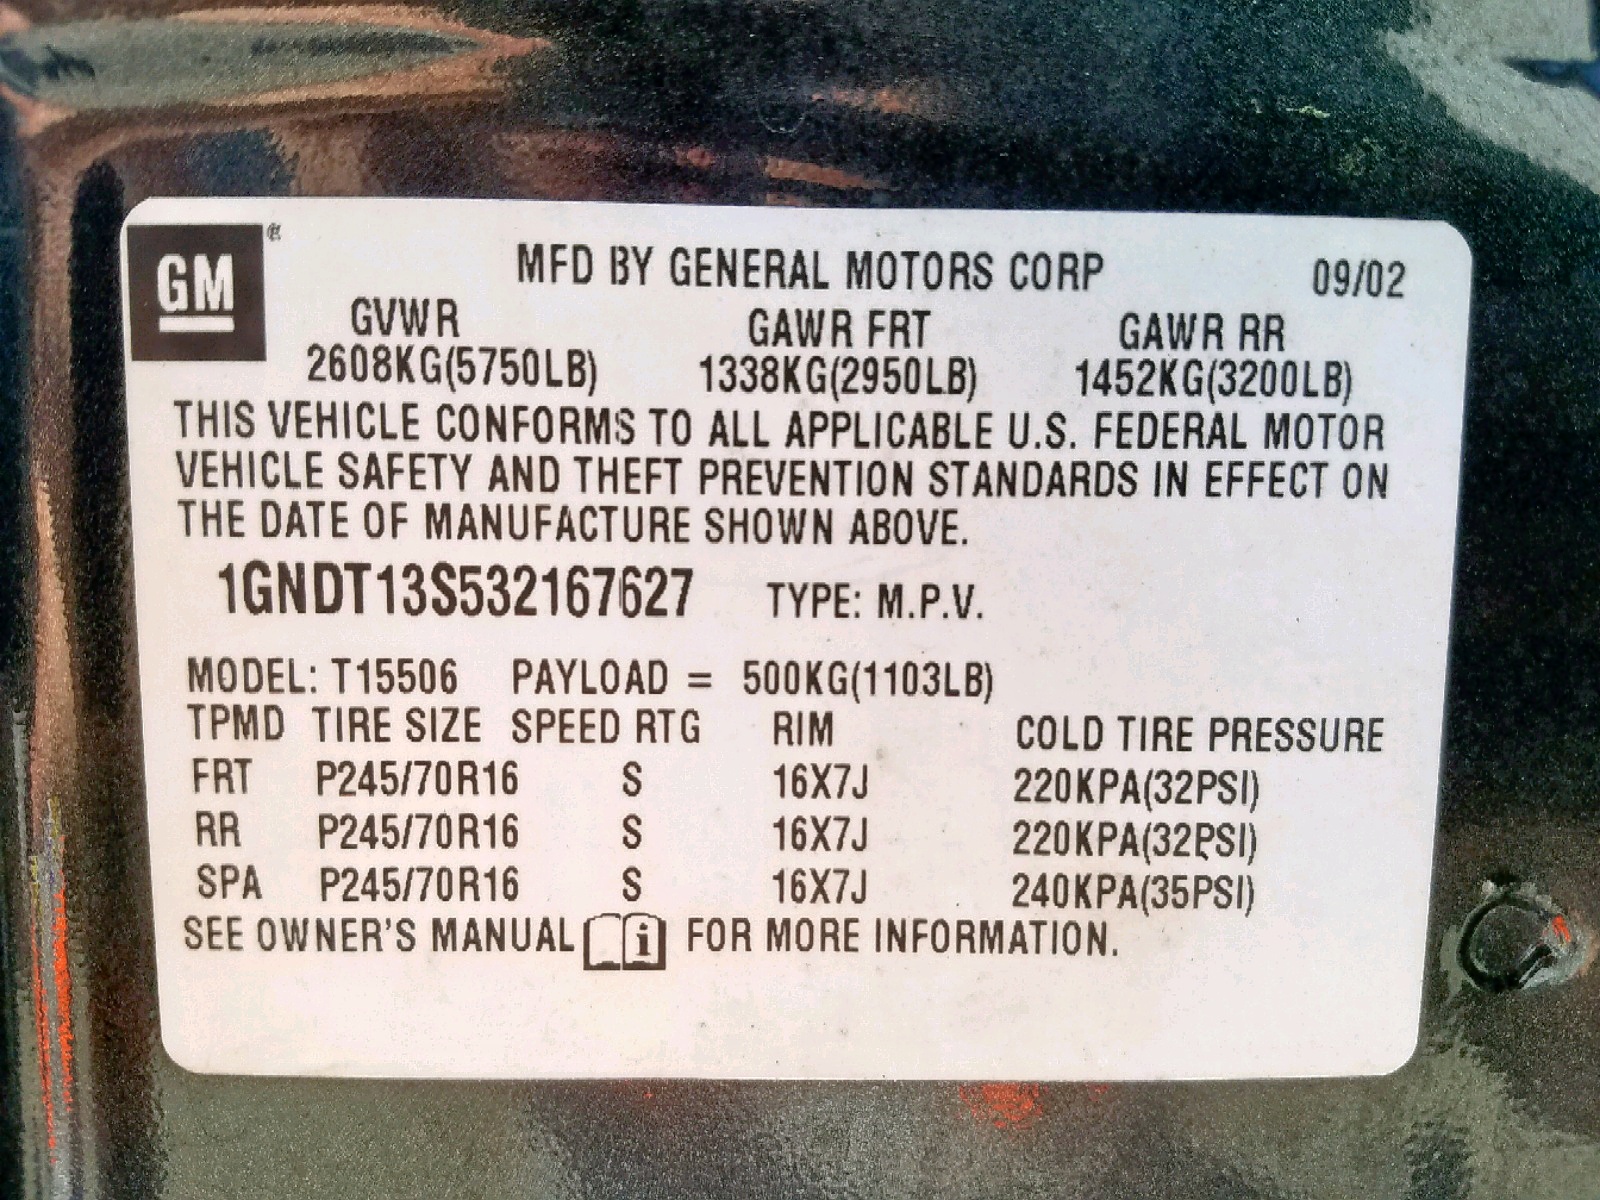 GM
MFD BY GENERAL MOTORS CORP 09/02
GVWR GAWR FRT GAWR RR
2608KG(5750LB) 1338KG(2950LB) 1452KG(3200LB)
THIS VEHICLE CONFORMS TO ALL APPLICABLE U.S. FEDERAL MOTOR
VEHICLE SAFETY AND THEFT PREVENTION STANDARDS IN EFFECT ON
THE DATE OF MANUFACTURE SHOWN ABOVE.
1GNDT13S532167627 TYPE: M.P.V.
MODEL: T15506 PAYLOAD = 500KG(1103LB)
TPMD TIRE SIZE SPEED RTG RIM COLD TIRE PRESSURE
FRT P245/70R16 S 16X7J 220KPA(32PSI)
RR P245/70R16 S 16X7J 220KPA(32PSI)
SPA P245/70R16 S 16X7J 240KPA(35PSI)
SEE OWNER'S MANUAL i FOR MORE INFORMATION.